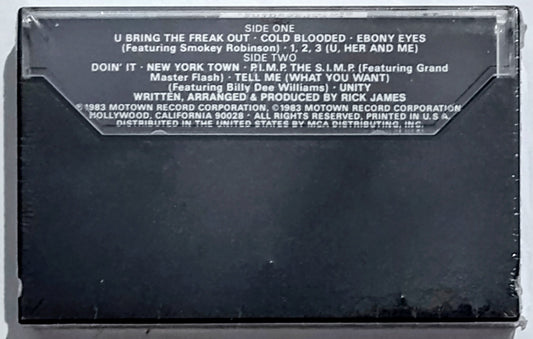 SIDE ONE
U BRING THE FREAK OUT · COLD BLOODED · EBONY EYES
(Featuring Smokey Robinson) · 1, 2, 3 (U, HER AND ME)
SIDE TWO
DOIN' IT · NEW YORK TOWN · P.I.M.P. THE S.I.M.P. (Featuring Grand
Master Flash) · TELL ME (WHAT YOU WANT)
(Featuring Billy Dee Williams) · UNITY
WRITTEN, ARRANGED & PRODUCED BY RICK JAMES
℗1983 MOTOWN RECORD CORPORATION, ©1983 MOTOWN RECORD CORPORATION
HOLLYWOOD, CALIFORNIA 90028 · ALL RIGHTS RESERVED, PRINTED IN U.S.A.
DISTRIBUTED IN THE UNITED STATES BY MCA DISTRIBUTING, INC.